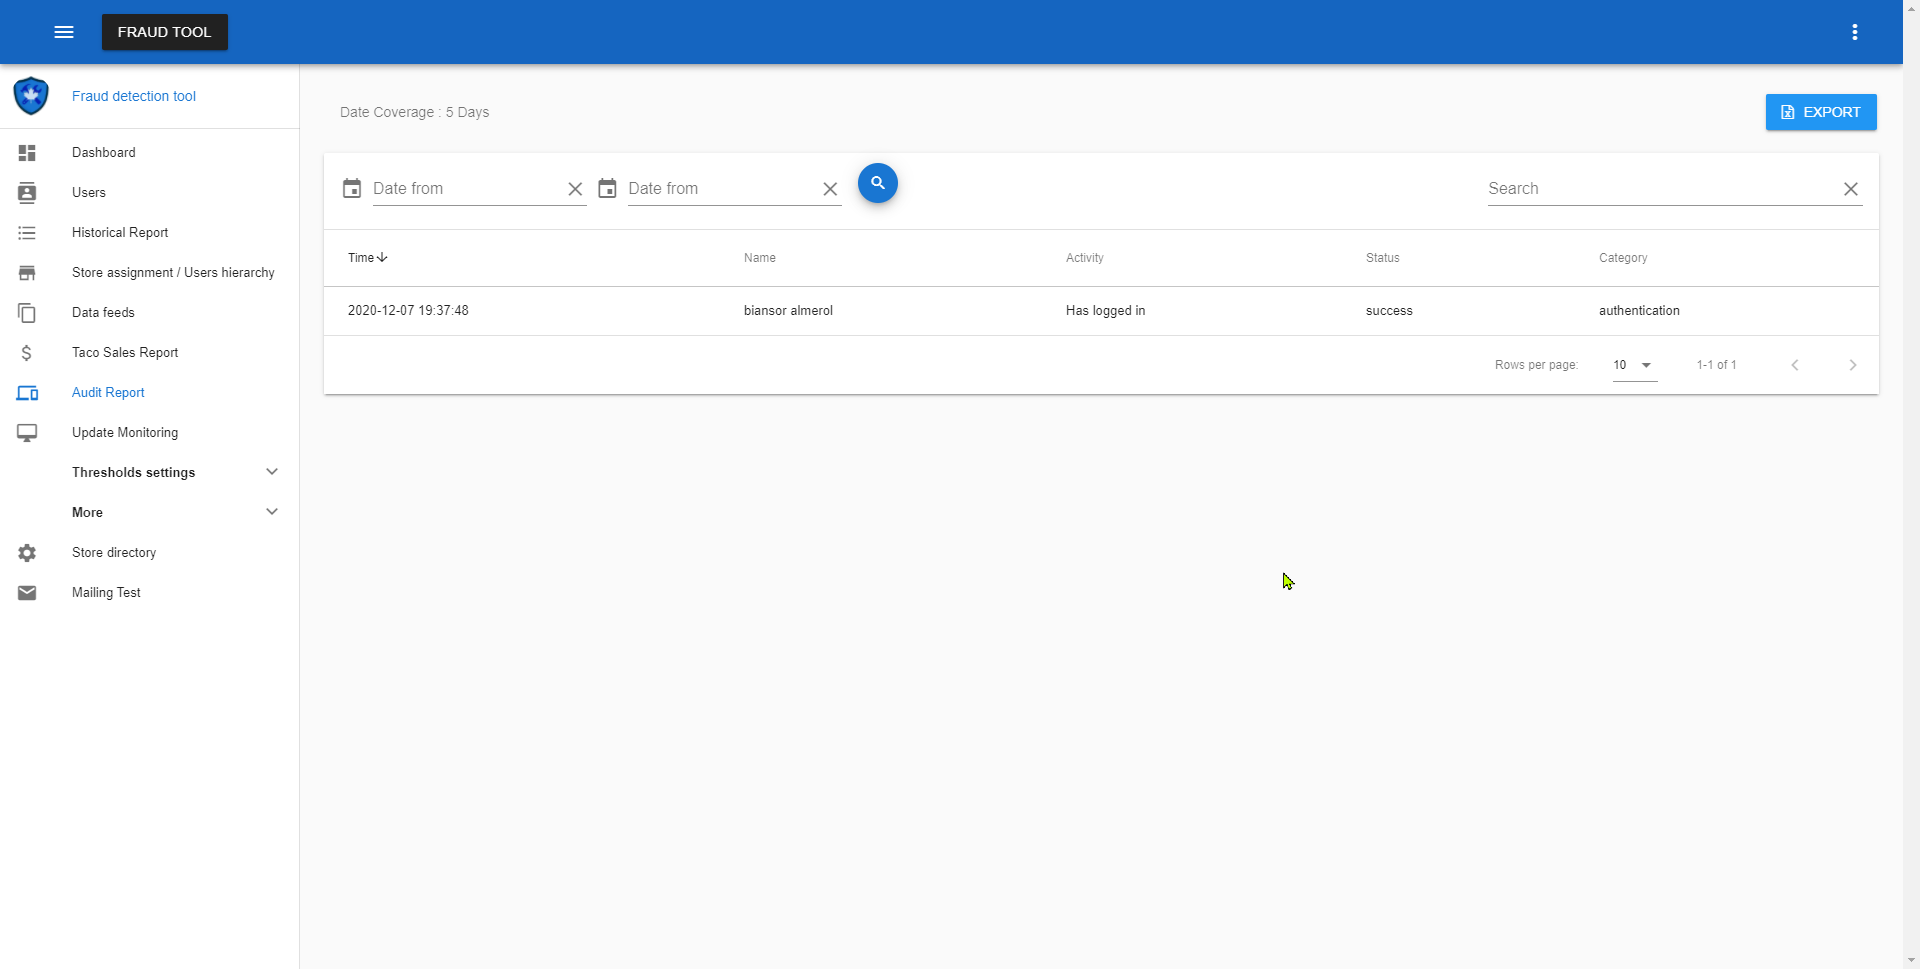 FRAUD TOOL
Fraud detection tool
Dashboard
Users
Historical Report
Store assignment / Users hierarchy
Data feeds
Taco Sales Report
Audit Report
Update Monitoring
Thresholds settings
More
Store directory
Mailing Test
Date Coverage : 5 Days
EXPORT
Date from Date from Search
Time Name Activity Status Category
2020-12-07 19:37:48 biansor almerol Has logged in success authentication
Rows per page: 10 1-1 of 1